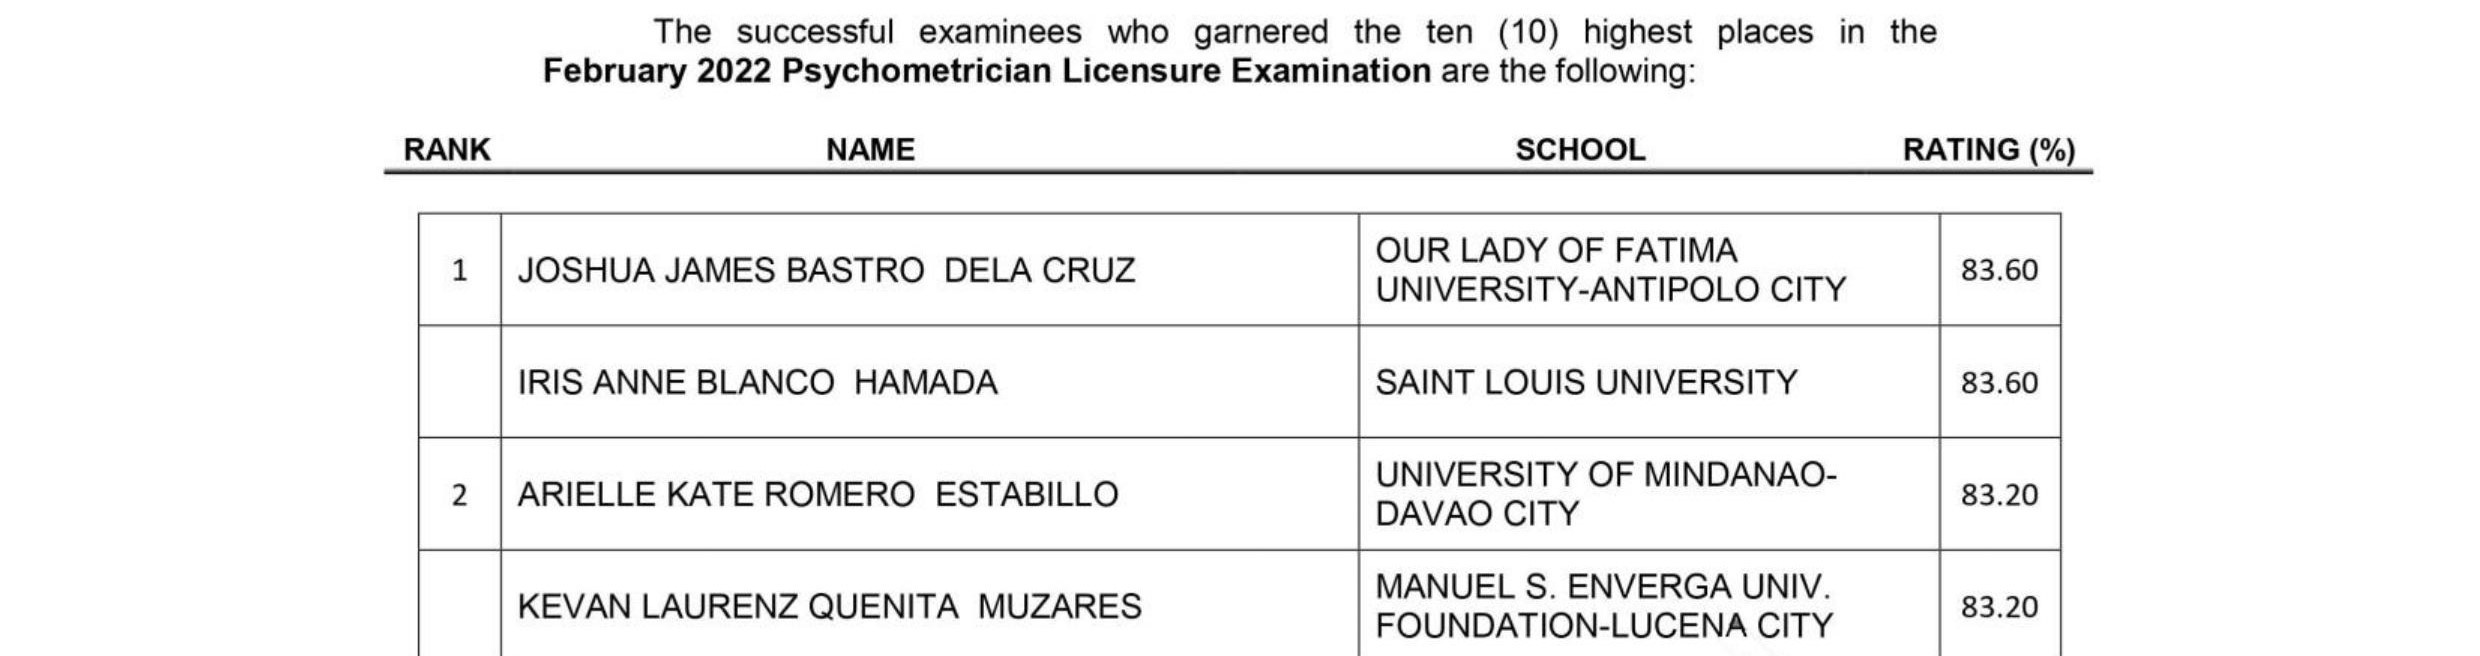 The successful examinees who garnered the ten (10) highest places in the
February 2022 Psychometrician Licensure Examination are the following:
RANK NAME SCHOOL RATING (%)
1 JOSHUA JAMES BASTRO DELA CRUZ OUR LADY OF FATIMA UNIVERSITY-ANTIPOLO CITY 83.60
IRIS ANNE BLANCO HAMADA SAINT LOUIS UNIVERSITY 83.60
2 ARIELLE KATE ROMERO ESTABILLO UNIVERSITY OF MINDANAO-DAVAO CITY 83.20
KEVAN LAURENZ QUENITA MUZARES MANUEL S. ENVERGA UNIV. FOUNDATION-LUCENA CITY 83.20